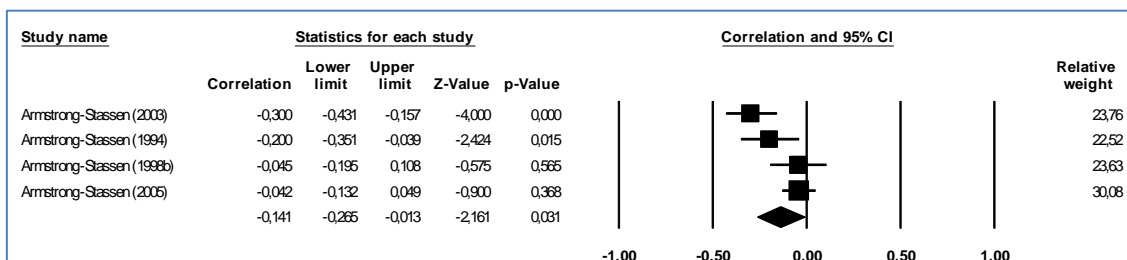 Study name Statistics for each study Correlation and 95% CI
Lower Upper Relative
Correlation limit limit Z-Value p-Value weight
Armstrong-Stassen (2003) -0,300 -0,431 -0,157 -4,000 0,000 23,76
Armstrong-Stassen (1994) -0,200 -0,351 -0,039 -2,424 0,015 22,52
Armstrong-Stassen (1998b) -0,045 -0,195 0,108 -0,575 0,565 23,63
Armstrong-Stassen (2005) -0,042 -0,132 0,049 -0,900 0,368 30,08
-0,141 -0,265 -0,013 -2,161 0,031
-1,00 -0,50 0,00 0,50 1,00